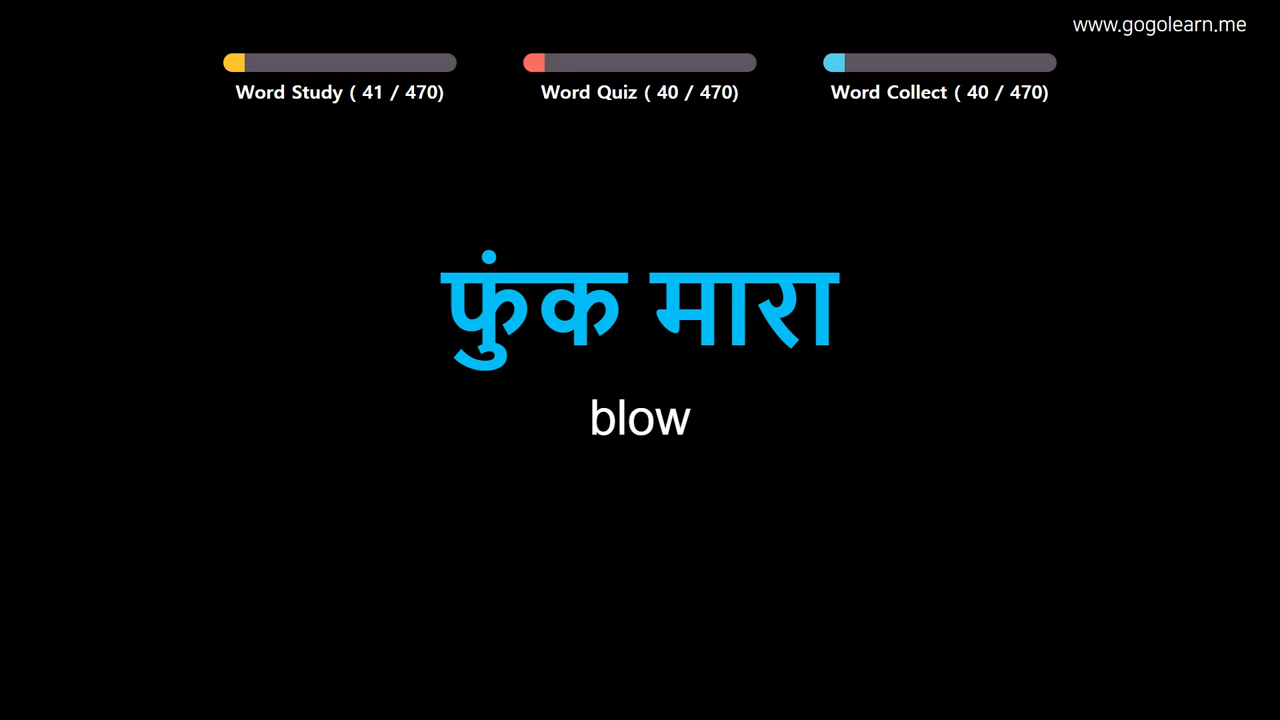 www.gogolearn.me
Word Study ( 41 / 470)
Word Quiz ( 40 / 470)
Word Collect ( 40 / 470)
फुंक मारा
blow